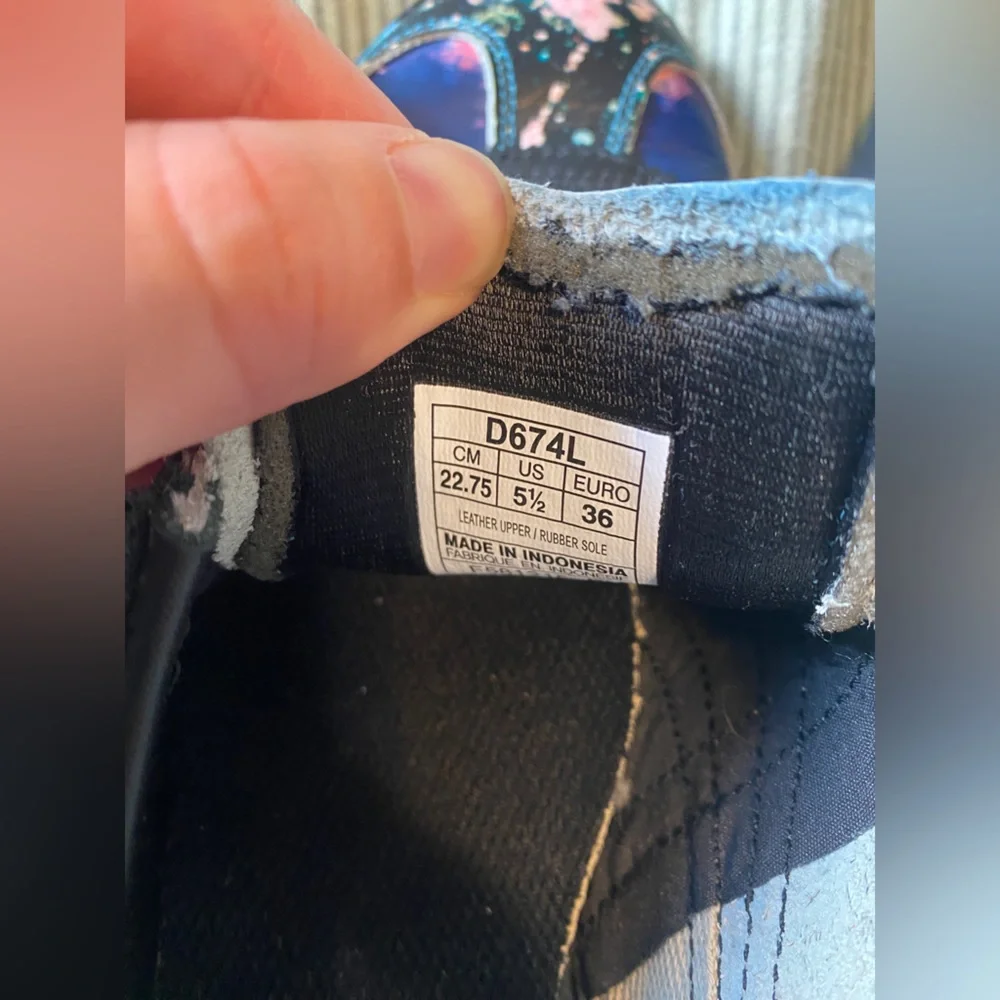 D674L
CM US EURO
22.75 5½ 36
LEATHER UPPER / RUBBER SOLE
MADE IN INDONESIA
FABRIQUE EN INDONESIE